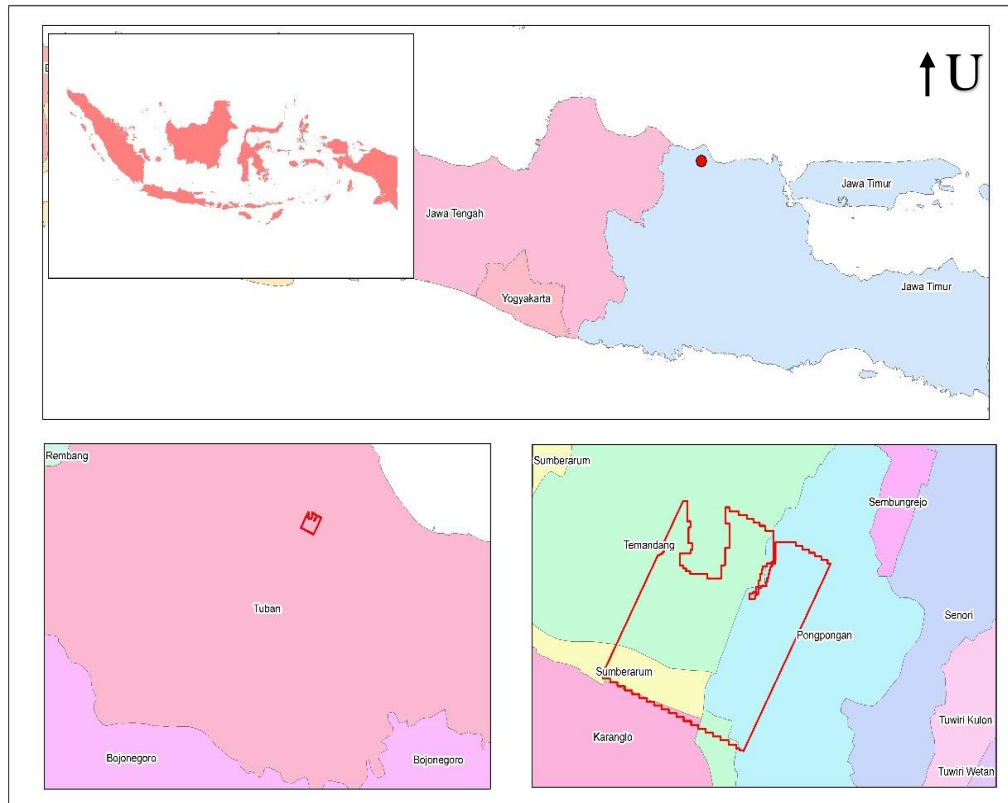 U
Jawa Tengah
Jawa Timur
Yogyakarta
Jawa Timur
Rembang
Tuban
Bojonegoro
Bojonegoro
Sumberarum
Sembungrejo
Temandang
Senori
Pongpongan
Sumberarum
Karanglo
Tuwiri Kulon
Tuwiri Wetan